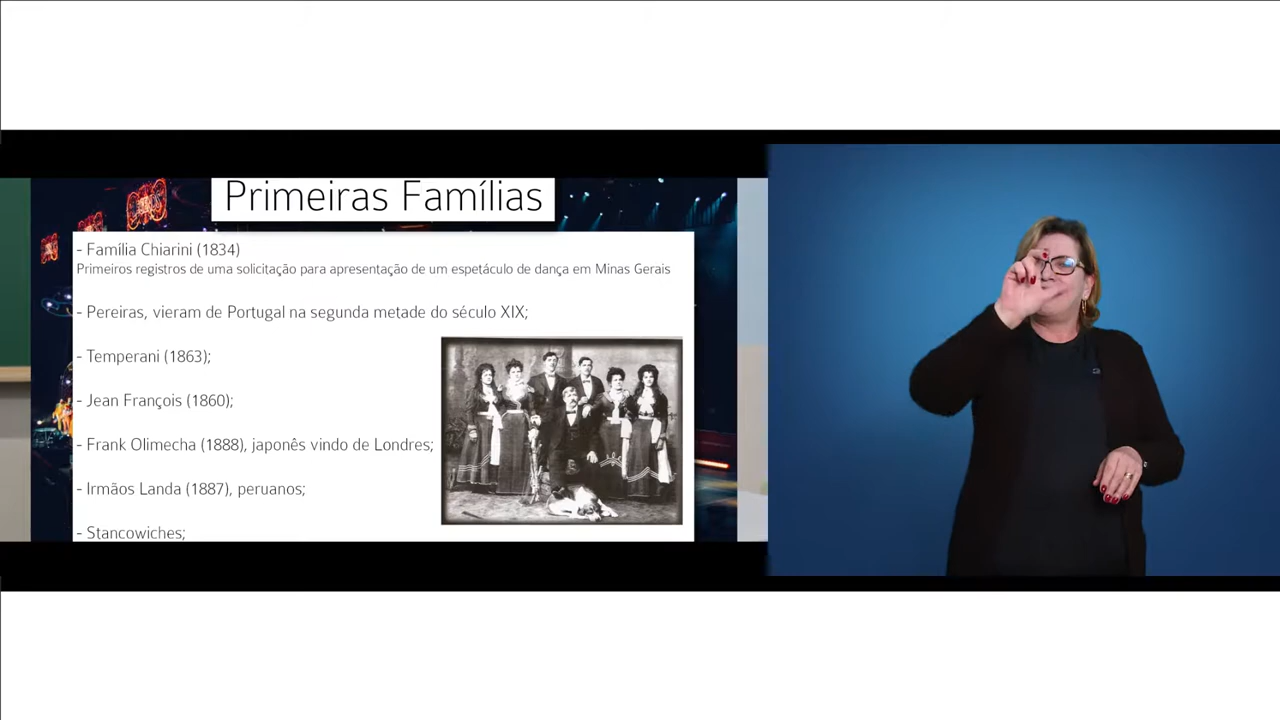 Primeiras Famílias
- Família Chiarini (1834)
Primeiros registros de uma solicitação para apresentação de um espetáculo de dança em Minas Gerais
- Pereiras, vieram de Portugal na segunda metade do século XIX;
- Temperani (1863);
- Jean François (1860);
- Frank Olimecha (1888), japonês vindo de Londres;
- Irmãos Landa (1887), peruanos;
- Stancowiches;